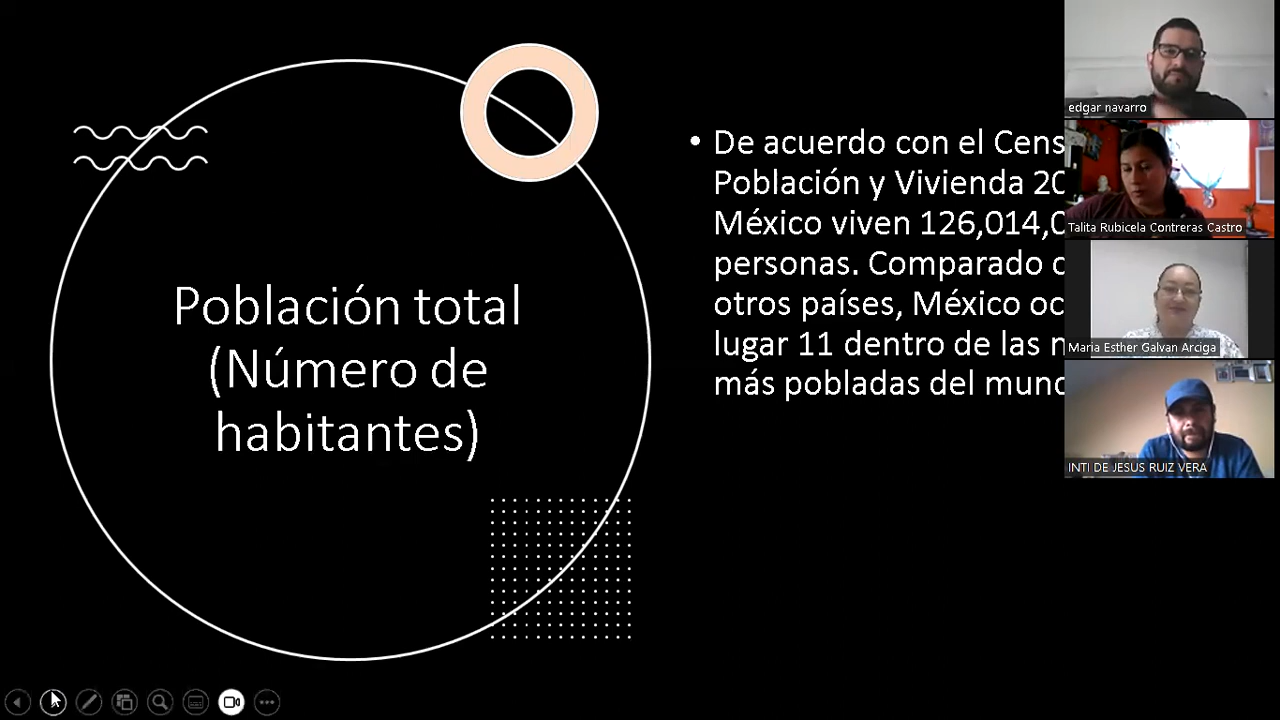 Población total
(Número de
habitantes)
• De acuerdo con el Cens
Población y Vivienda 20
México viven 126,014,0
personas. Comparado
otros países, México oc
lugar 11 dentro de las
más pobladas del mund
edgar navarro
Talita Rubicela Contreras Castro
Maria Esther Galvan Arciga
INTI DE JESUS RUIZ VERA